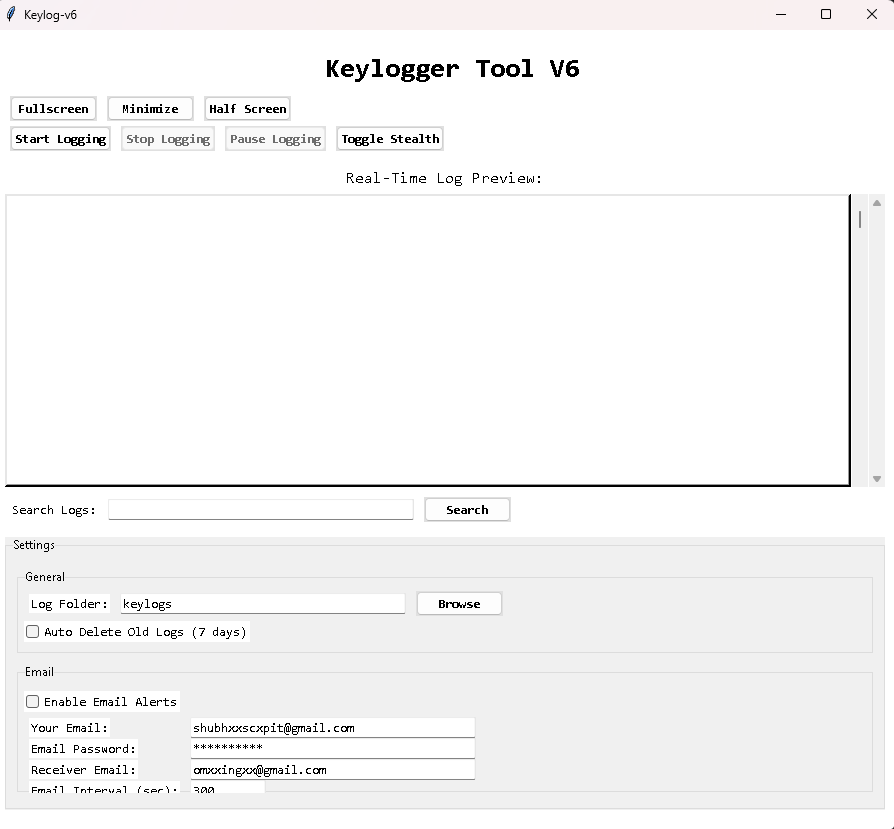 Keylog-v6
Keylogger Tool V6
Fullscreen Minimize Half Screen
Start Logging Stop Logging Pause Logging Toggle Stealth
Real-Time Log Preview:
Search Logs: Search
Settings
General
Log Folder: keylogs Browse
Auto Delete Old Logs (7 days)
Email
Enable Email Alerts
Your Email: shubhxxscxpit@gmail.com
Email Password: **********
Receiver Email: omxxingxx@gmail.com
Email Interval (sec): 300